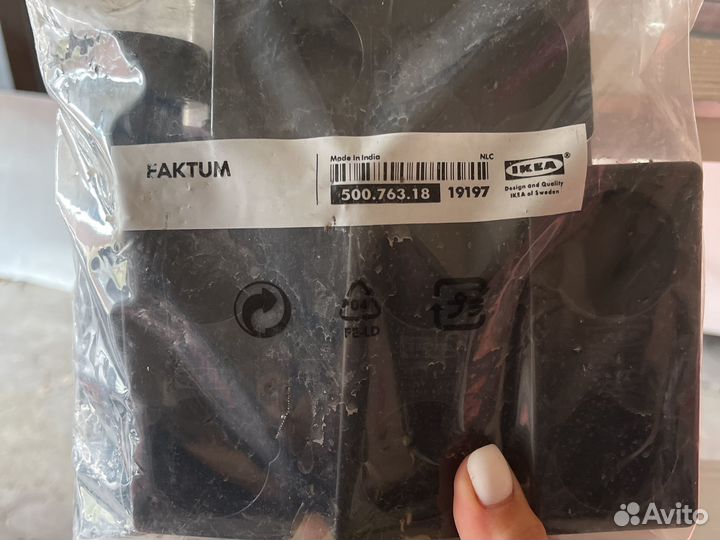 FAKTUM
Made in India
NLC
500.763.18
19197
IKEA®
Design and Quality
IKEA of Sweden
04
PE-LD
Avito